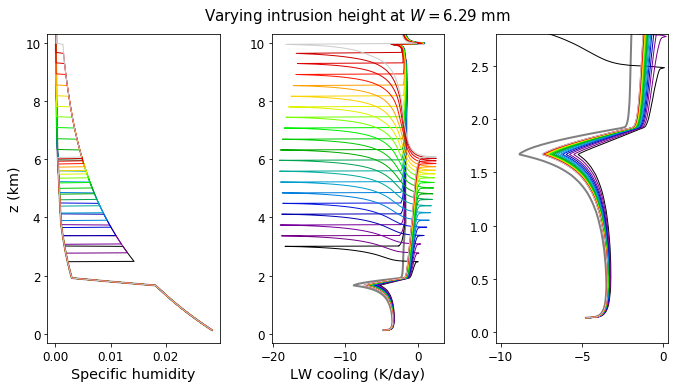 Varying intrusion height at W = 6.29 mm
z (km)
10
8
6
4
2
0
0.00 0.01 0.02
Specific humidity
10
8
6
4
2
0
−20 −10 0
LW cooling (K/day)
2.5
2.0
1.5
1.0
0.5
0.0
−10 −5 0